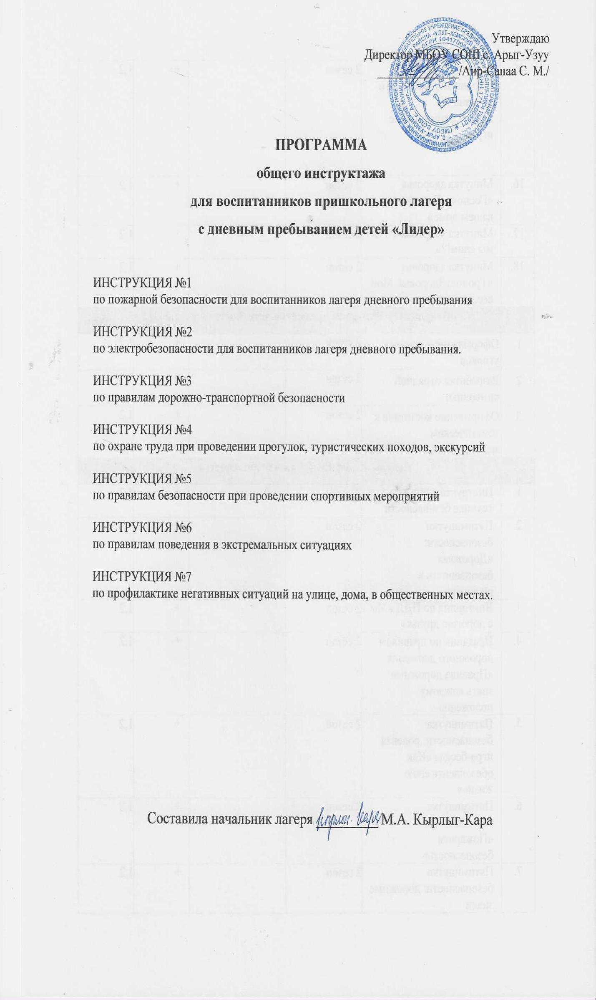 Утверждаю
Директор МБОУ СОШ с. Арыг-Узуу
/Аир-Санаа С. М./
ТЫВА
ПРОГРАММА
общего инструктажа
для воспитанников пришкольного лагеря
с дневным пребыванием детей «Лидер»
ИНСТРУКЦИЯ №1
по пожарной безопасности для воспитанников лагеря дневного пребывания
ИНСТРУКЦИЯ №2
по электробезопасности для воспитанников лагеря дневного пребывания.
ИНСТРУКЦИЯ №3
по правилам дорожно-транспортной безопасности
ИНСТРУКЦИЯ №4
по охране труда при проведении прогулок, туристических походов, экскурсий
ИНСТРУКЦИЯ №5
по правилам безопасности при проведении спортивных мероприятий
ИНСТРУКЦИЯ №6
по правилам поведения в экстремальных ситуациях
ИНСТРУКЦИЯ №7
по профилактике негативных ситуаций на улице, дома, в общественных местах.
Составила начальник лагеря М.А. Кырлыг-Кара